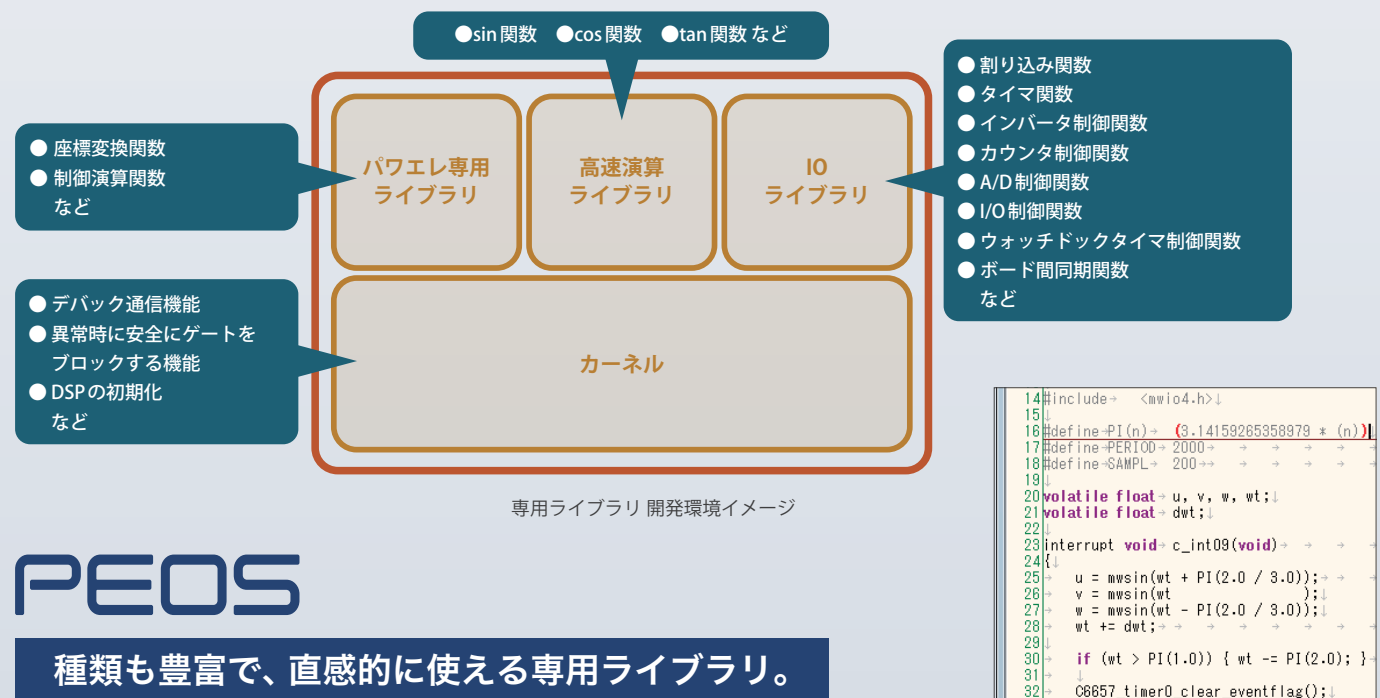 ●sin関数 ●cos関数 ●tan関数 など
● 座標変換関数
● 制御演算関数
など
パワエレ専用
ライブラリ
高速演算
ライブラリ
IO
ライブラリ
● 割り込み関数
● タイマ関数
● インバータ制御関数
● カウンタ制御関数
● A/D制御関数
● I/O制御関数
● ウォッチドックタイマ制御関数
● ボード間同期関数
など
● デバック通信機能
● 異常時に安全にゲートを
ブロックする機能
● DSPの初期化
など
カーネル
専用ライブラリ 開発環境イメージ
PEOS
種類も豊富で、直感的に使える専用ライブラリ。
14 #include→ <mwio4.h>↓
15 ↓
16 #define→PI(n)→ (3.14159265358979 * (n))↓
17 #define→PERIOD→ 2000→ → → → → →
18 #define→SAMPL→ 200→→ → → → → →
19 ↓
20 volatile float→ u, v, w, wt;↓
21 volatile float→ dwt;↓
22 ↓
23 interrupt void→ c_int09(void)→ → → →
24 {↓
25 → u = mwsin(wt + PI(2.0 / 3.0));→ → →
26 → v = mwsin(wt );↓
27 → w = mwsin(wt - PI(2.0 / 3.0));↓
28 → wt += dwt;→ → → → → → →
29 ↓
30 → if (wt > PI(1.0)) { wt -= PI(2.0); }→
31 → ↓
32 → C6657_timer0_clear_eventflag();↓